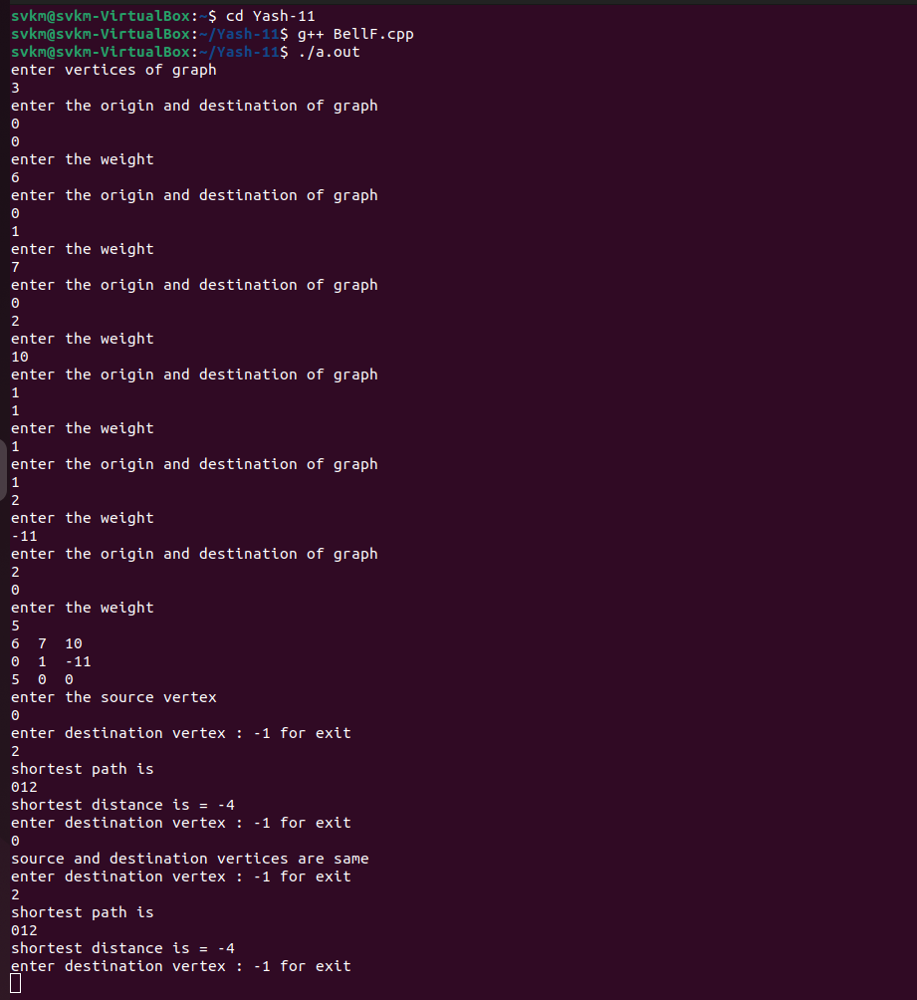 svkm@svkm-VirtualBox:~$ cd Yash-11
svkm@svkm-VirtualBox:~/Yash-11$ g++ BellF.cpp
svkm@svkm-VirtualBox:~/Yash-11$ ./a.out
enter vertices of graph
3
enter the origin and destination of graph
0
0
enter the weight
6
enter the origin and destination of graph
0
1
enter the weight
7
enter the origin and destination of graph
0
2
enter the weight
10
enter the origin and destination of graph
1
1
enter the weight
1
enter the origin and destination of graph
1
2
enter the weight
-11
enter the origin and destination of graph
2
0
enter the weight
5
6  7  10
0  1  -11
5  0  0
enter the source vertex
0
enter destination vertex : -1 for exit
2
shortest path is
012
shortest distance is = -4
enter destination vertex : -1 for exit
0
source and destination vertices are same
enter destination vertex : -1 for exit
2
shortest path is
012
shortest distance is = -4
enter destination vertex : -1 for exit